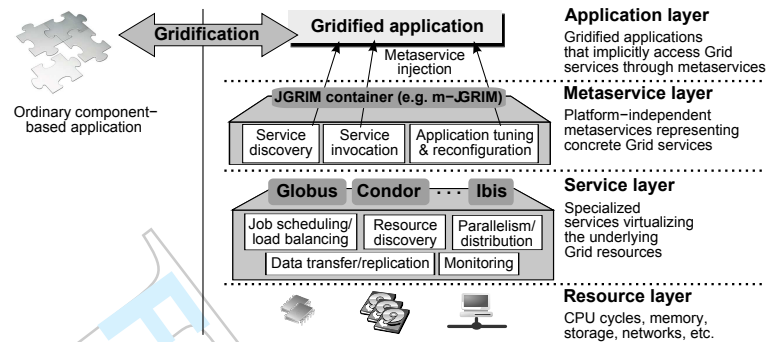 Gridification
Gridified application
Application layer
Gridified applications
that implicitly access Grid
services through metaservices
Metaservice
injection
Ordinary component−
based application
JGRIM container (e.g. m−JGRIM)
Metaservice layer
Service
discovery
Service
invocation
Application tuning
& reconfiguration
Platform−independent
metaservices representing
concrete Grid services
Globus Condor · · · Ibis
Service layer
Job scheduling/
load balancing
Resource
discovery
Parallelism/
distribution
Data transfer/replication
Monitoring
Specialized
services virtualizing
the underlying
Grid resources
Resource layer
CPU cycles, memory,
storage, networks, etc.